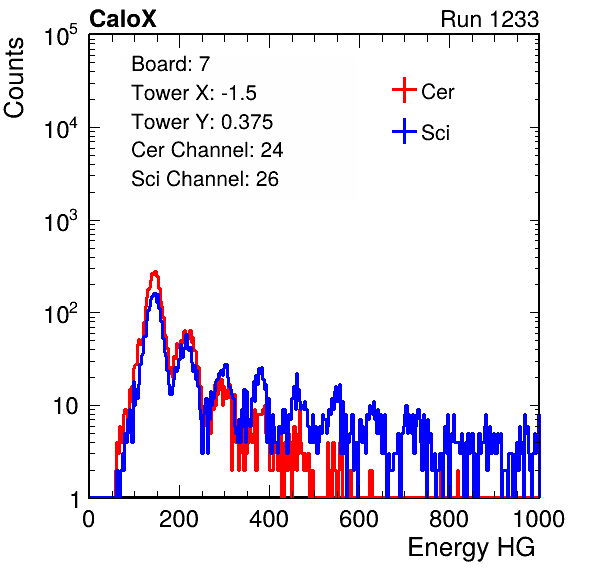 CaloX Run 1233
Counts
Board: 7
Tower X: -1.5
Tower Y: 0.375
Cer Channel: 24
Sci Channel: 26
Cer
Sci
10^5
10^4
10^3
10^2
10
1
0 200 400 600 800 1000
Energy HG